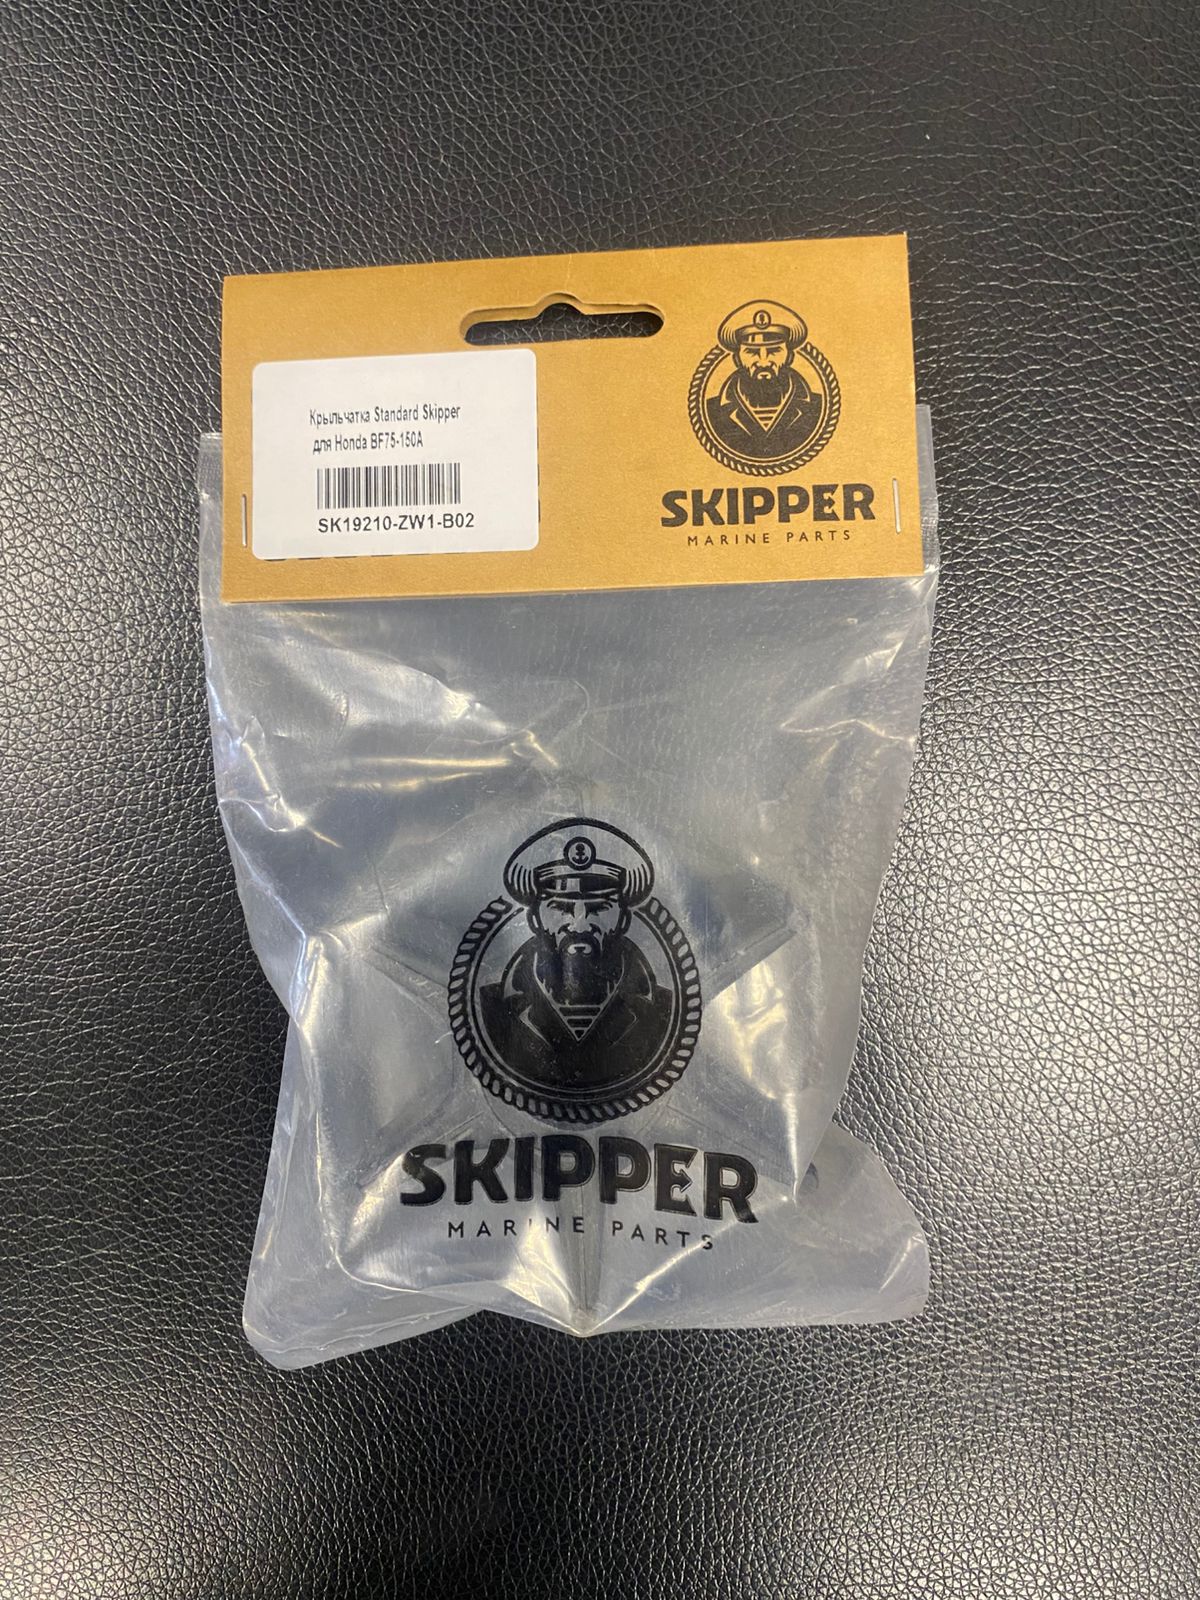 Крыльчатка Standard Skipper
для Honda BF75-150A
SK19210-ZW1-B02
SKIPPER
MARINE PARTS
SKIPPER
MARINE PARTS